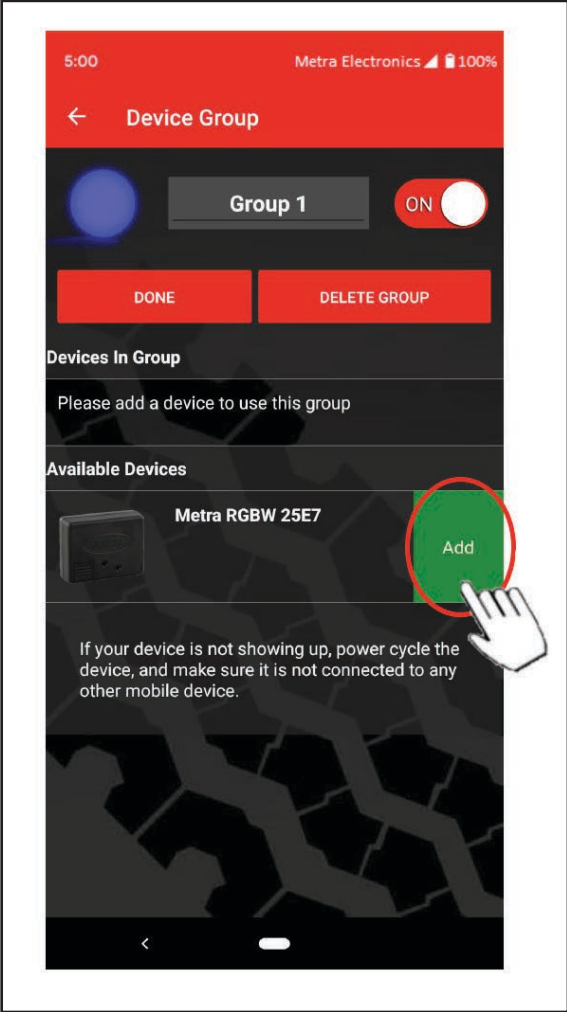 5:00 Metra Electronics 100%
Device Group
Group 1 ON
DONE DELETE GROUP
Devices In Group
Please add a device to use this group
Available Devices
Metra RGBW 25E7
Add
If your device is not showing up, power cycle the
device, and make sure it is not connected to any
other mobile device.